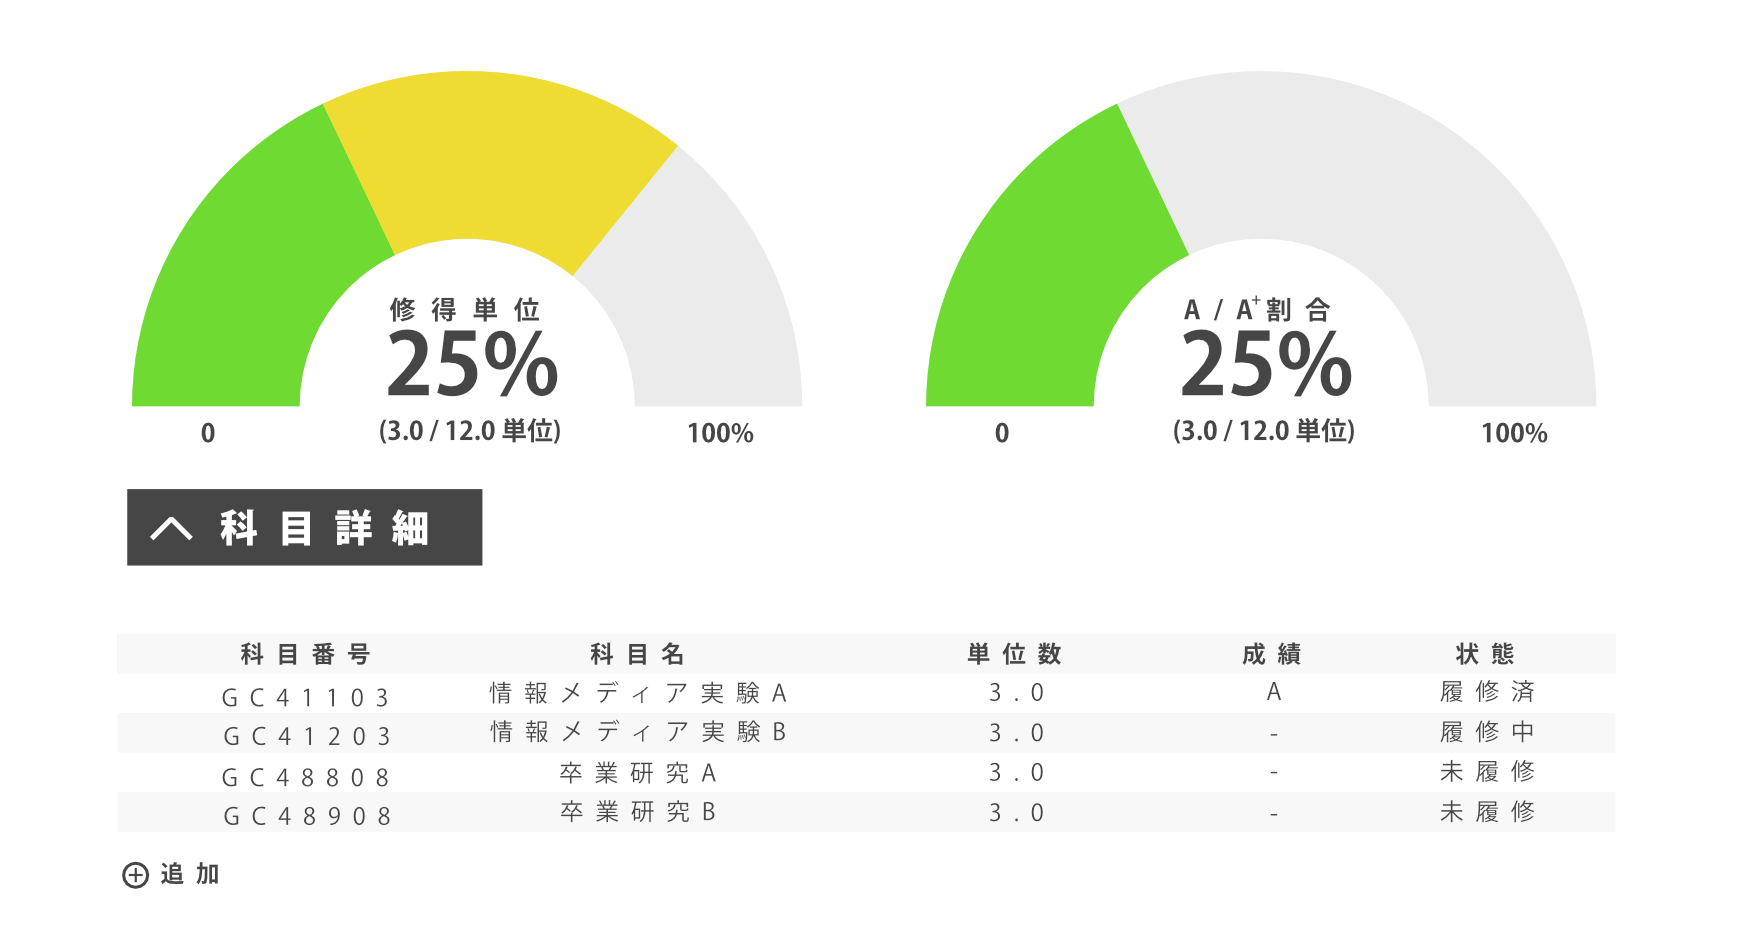 修得単位
25%
0
(3.0 / 12.0 単位)
100%
A / A+割合
25%
0
(3.0 / 12.0 単位)
100%
科目詳細
科目番号 科目名 単位数 成績 状態
GC41103 情報メディア実験A 3.0 A 履修済
GC41203 情報メディア実験B 3.0 - 履修中
GC48808 卒業研究A 3.0 - 未履修
GC48908 卒業研究B 3.0 - 未履修
追加